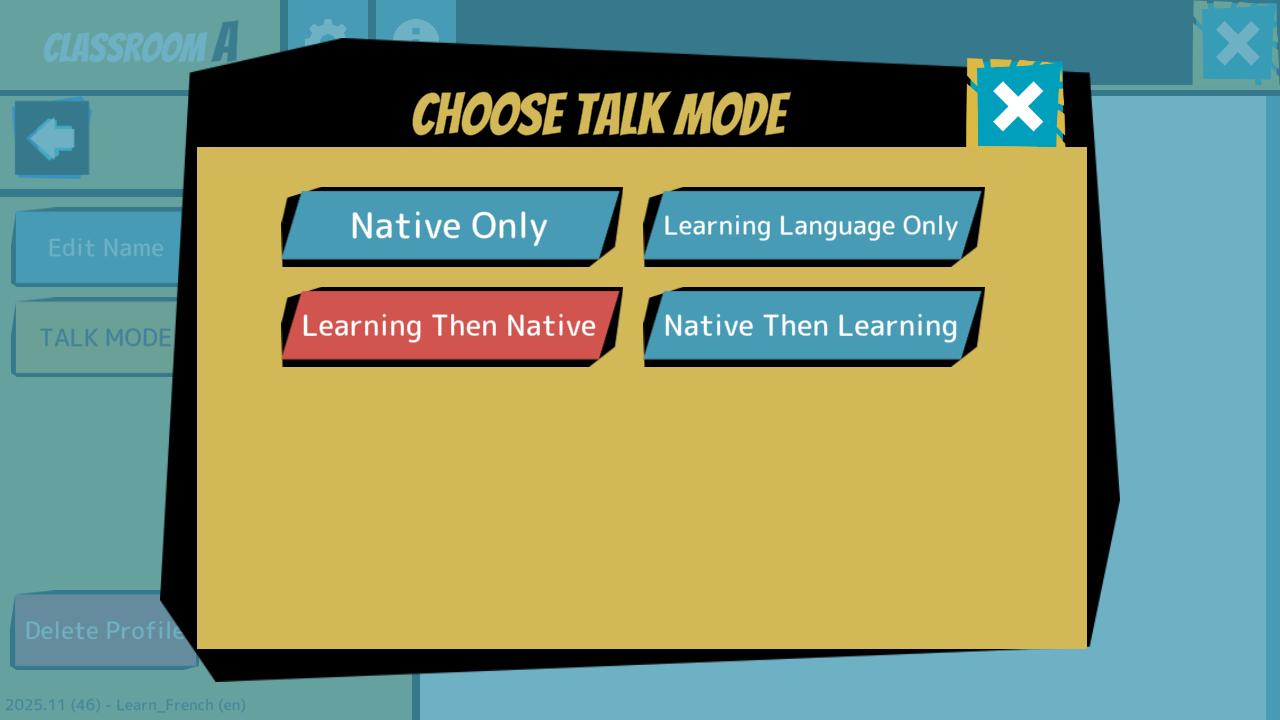 CLASSROOM A
CHOOSE TALK MODE
Native Only
Learning Language Only
Edit Name
Learning Then Native
Native Then Learning
TALK MODE
Delete Profile
2025.11 (46) - Learn_French (en)